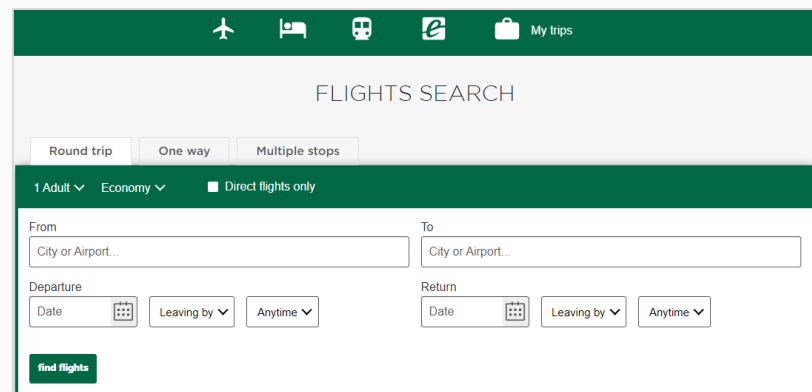 e My trips
FLIGHTS SEARCH
Round trip One way Multiple stops
1 Adult Economy Direct flights only
From To
City or Airport... City or Airport...
Departure Return
Date Leaving by Anytime Date Leaving by Anytime
find flights